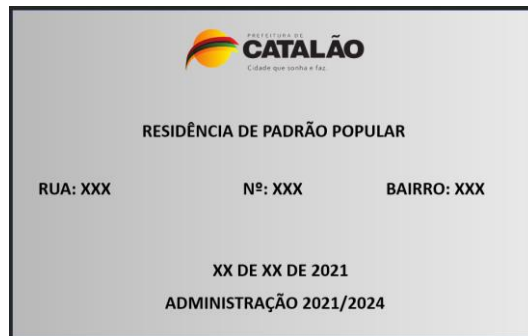 PREFEITURA DE
CATALÃO
Cidade que sonha e faz.
RESIDÊNCIA DE PADRÃO POPULAR
RUA: XXX Nº: XXX BAIRRO: XXX
XX DE XX DE 2021
ADMINISTRAÇÃO 2021/2024